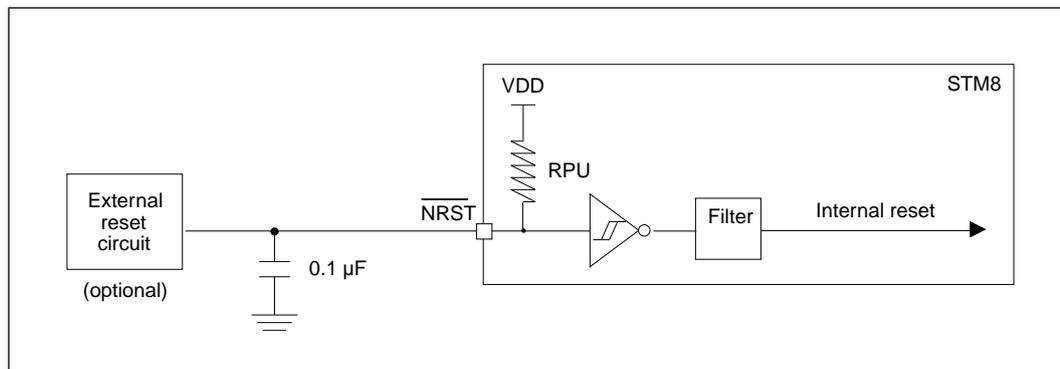 STM8
VDD
RPU
External
reset
circuit
(optional)
NRST
0.1 µF
Filter
Internal reset